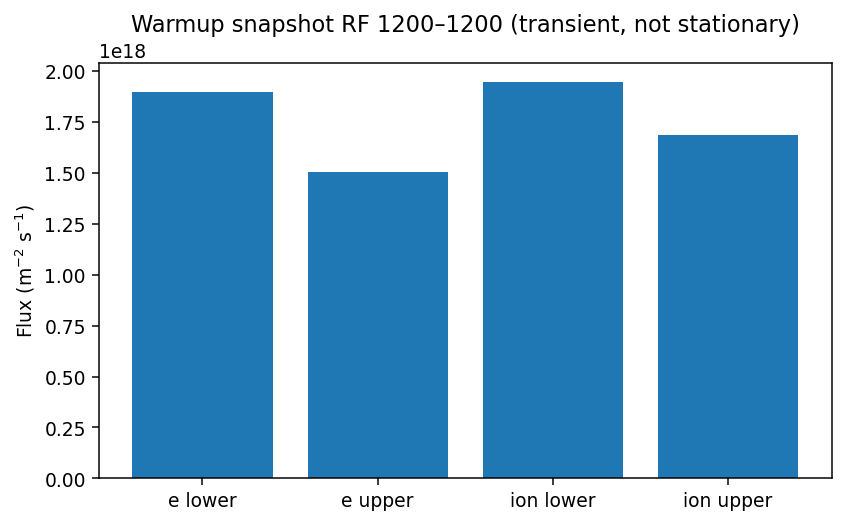 Warmup snapshot RF 1200–1200 (transient, not stationary)
1e18
2.00
1.75
1.50
1.25
1.00
0.75
0.50
0.25
0.00
Flux (m⁻² s⁻¹)
e lower e upper ion lower ion upper